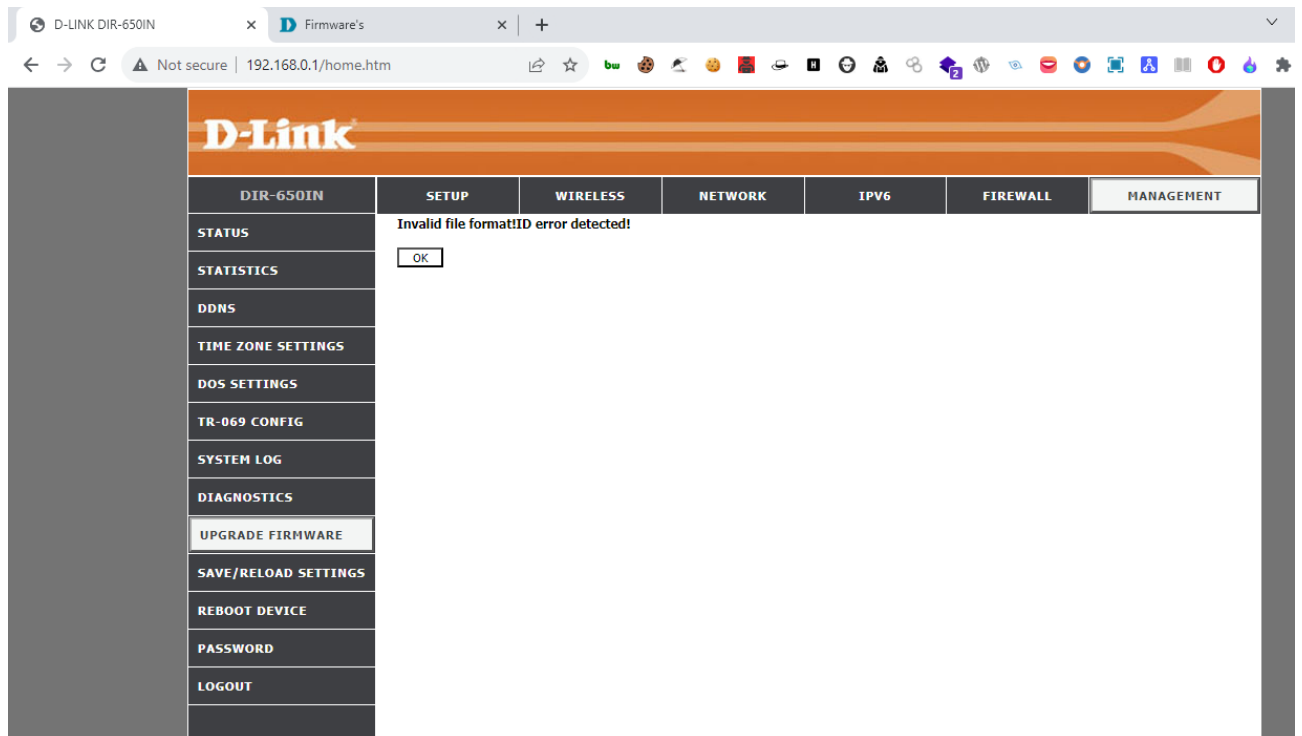 D-LINK DIR-650IN
Firmware's
Not secure 192.168.0.1/home.htm
D-Link
DIR-650IN SETUP WIRELESS NETWORK IPV6 FIREWALL MANAGEMENT
STATUS
STATISTICS
DDNS
TIME ZONE SETTINGS
DOS SETTINGS
TR-069 CONFIG
SYSTEM LOG
DIAGNOSTICS
UPGRADE FIRMWARE
SAVE/RELOAD SETTINGS
REBOOT DEVICE
PASSWORD
LOGOUT
Invalid file format!ID error detected!
OK